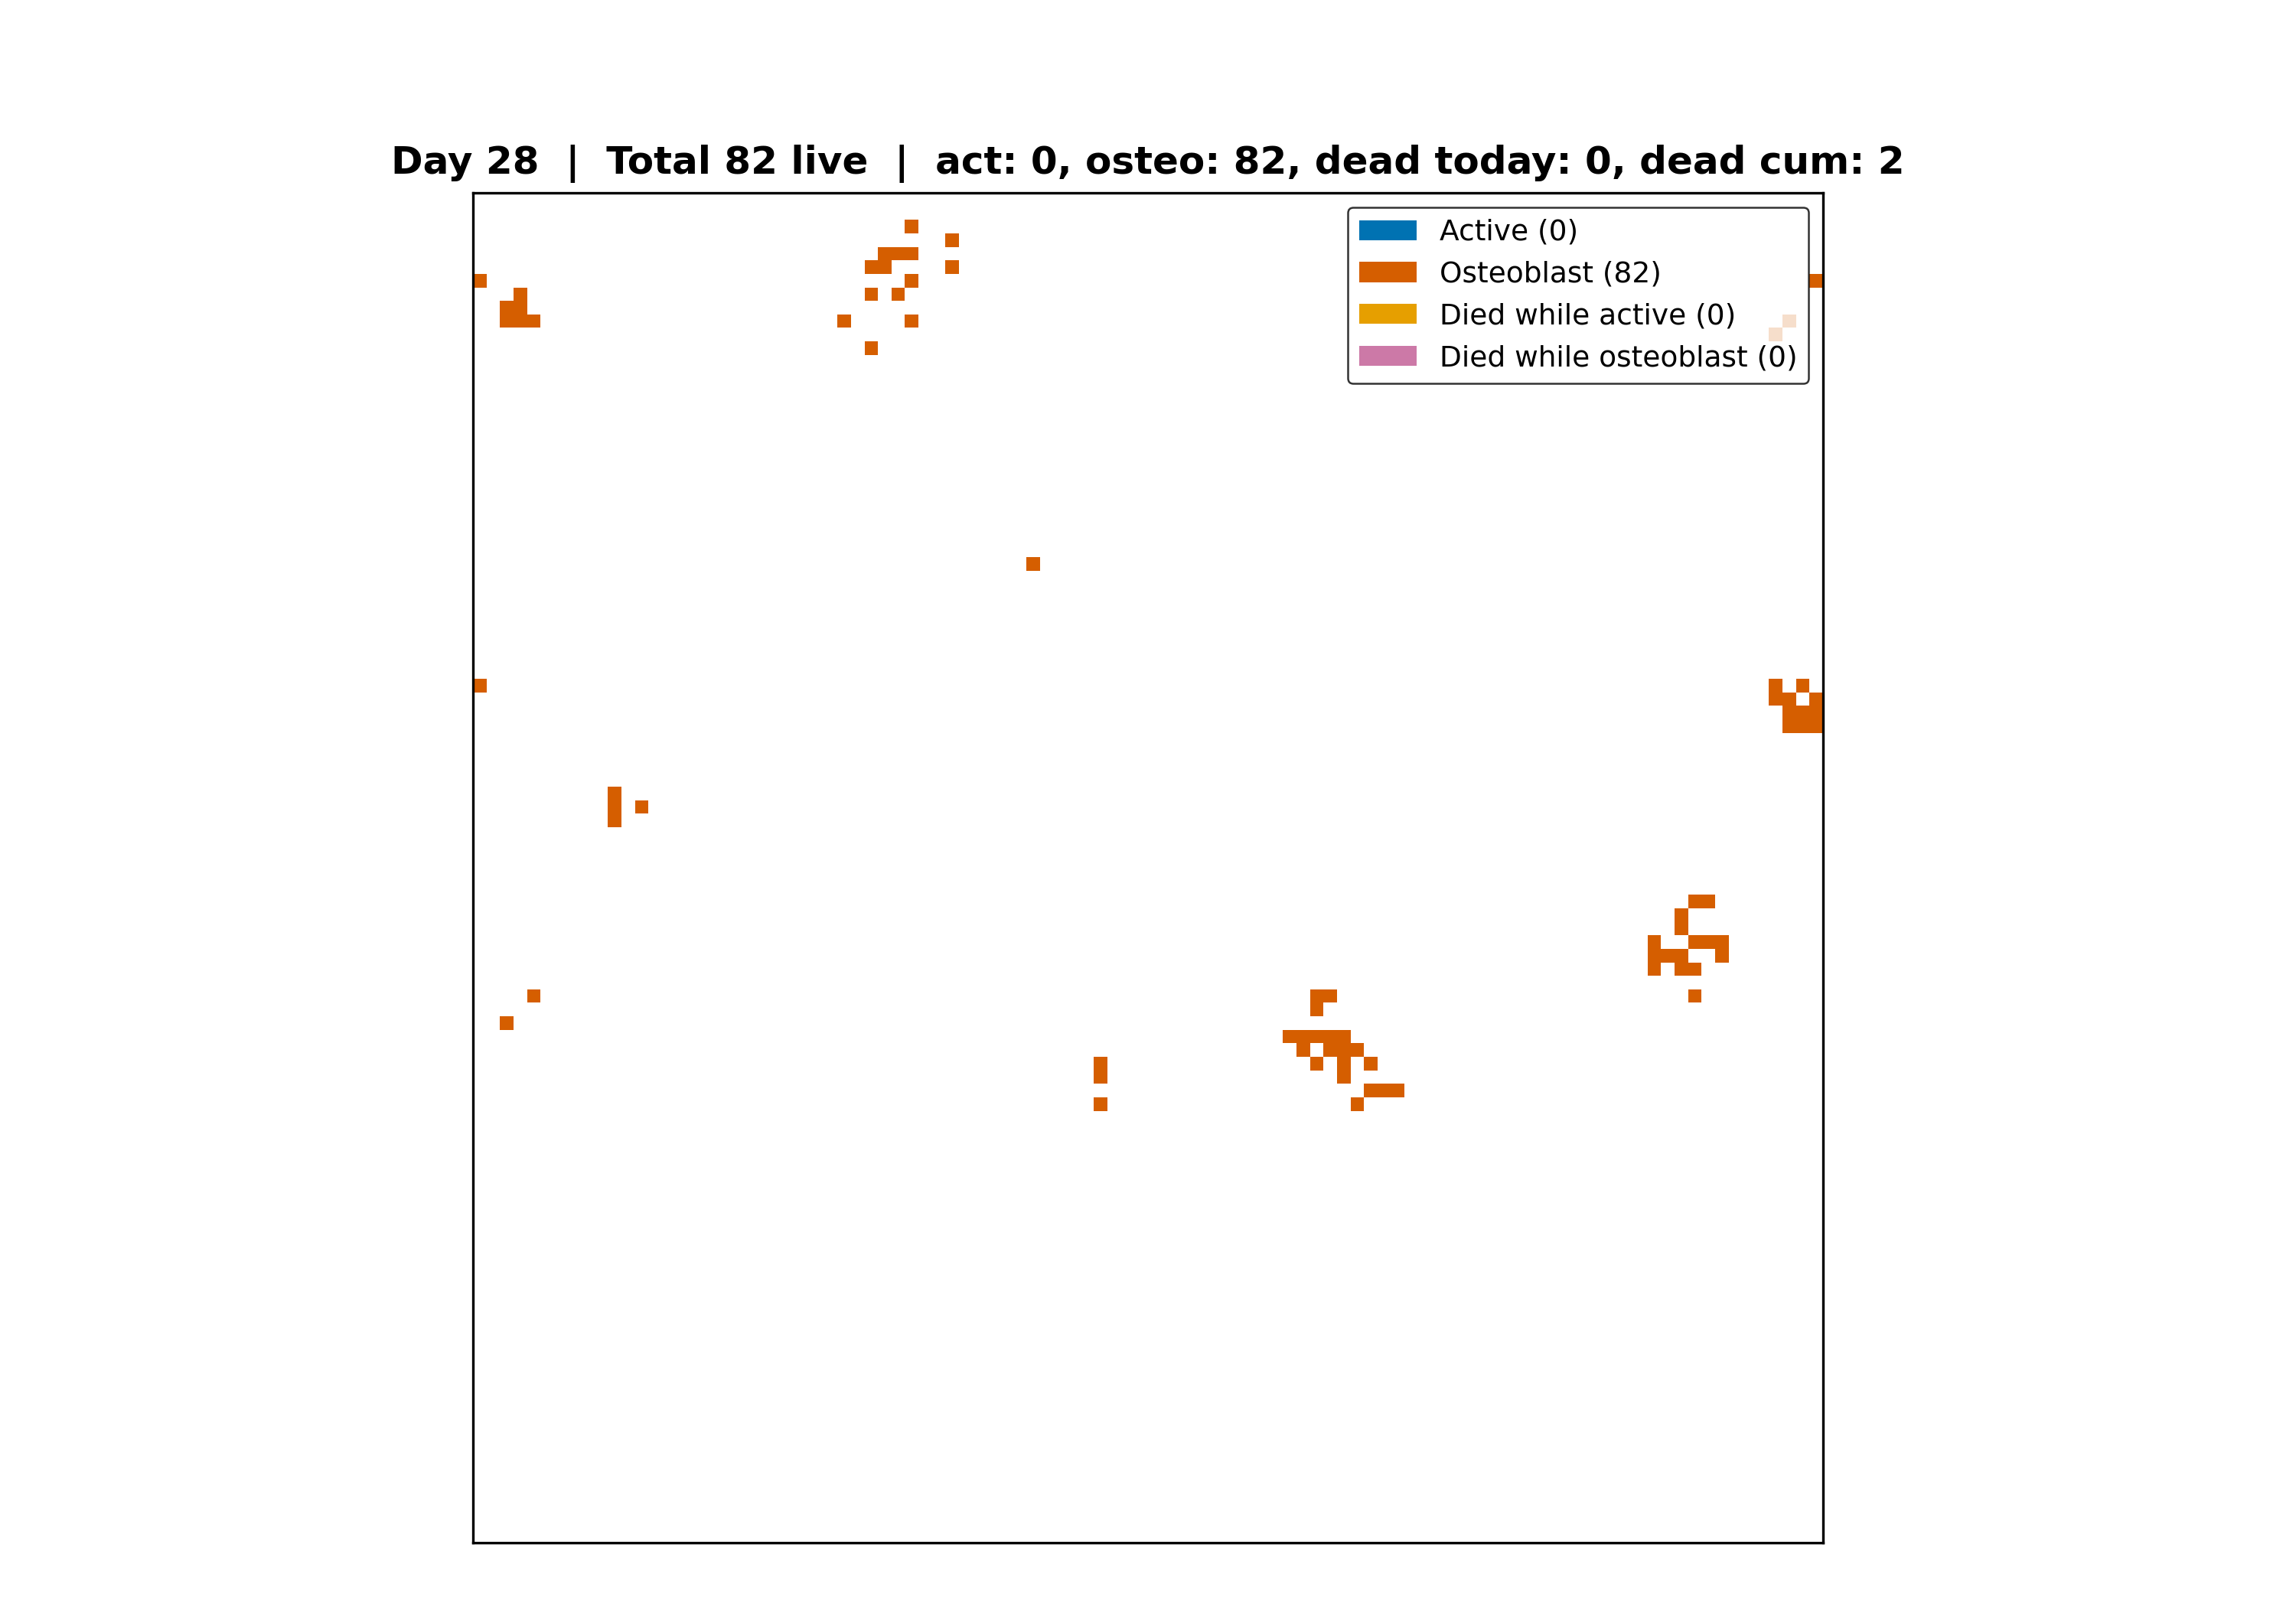 Day 28 | Total 82 live | act: 0, osteo: 82, dead today: 0, dead cum: 2
Active (0)
Osteoblast (82)
Died while active (0)
Died while osteoblast (0)